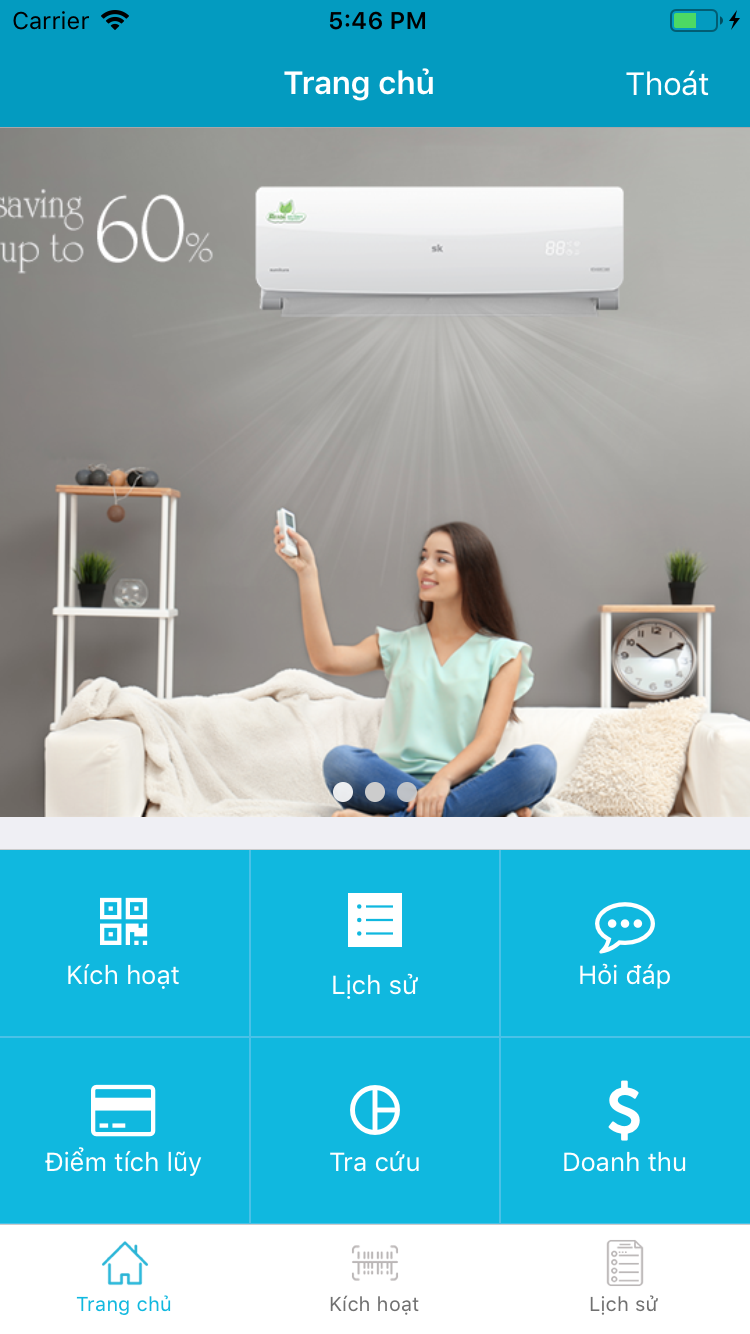 Carrier 5:46 PM
Trang chủ Thoát
saving
up to 60%
sk 88
Kích hoạt Lịch sử Hỏi đáp
Điểm tích lũy Tra cứu Doanh thu
Trang chủ Kích hoạt Lịch sử